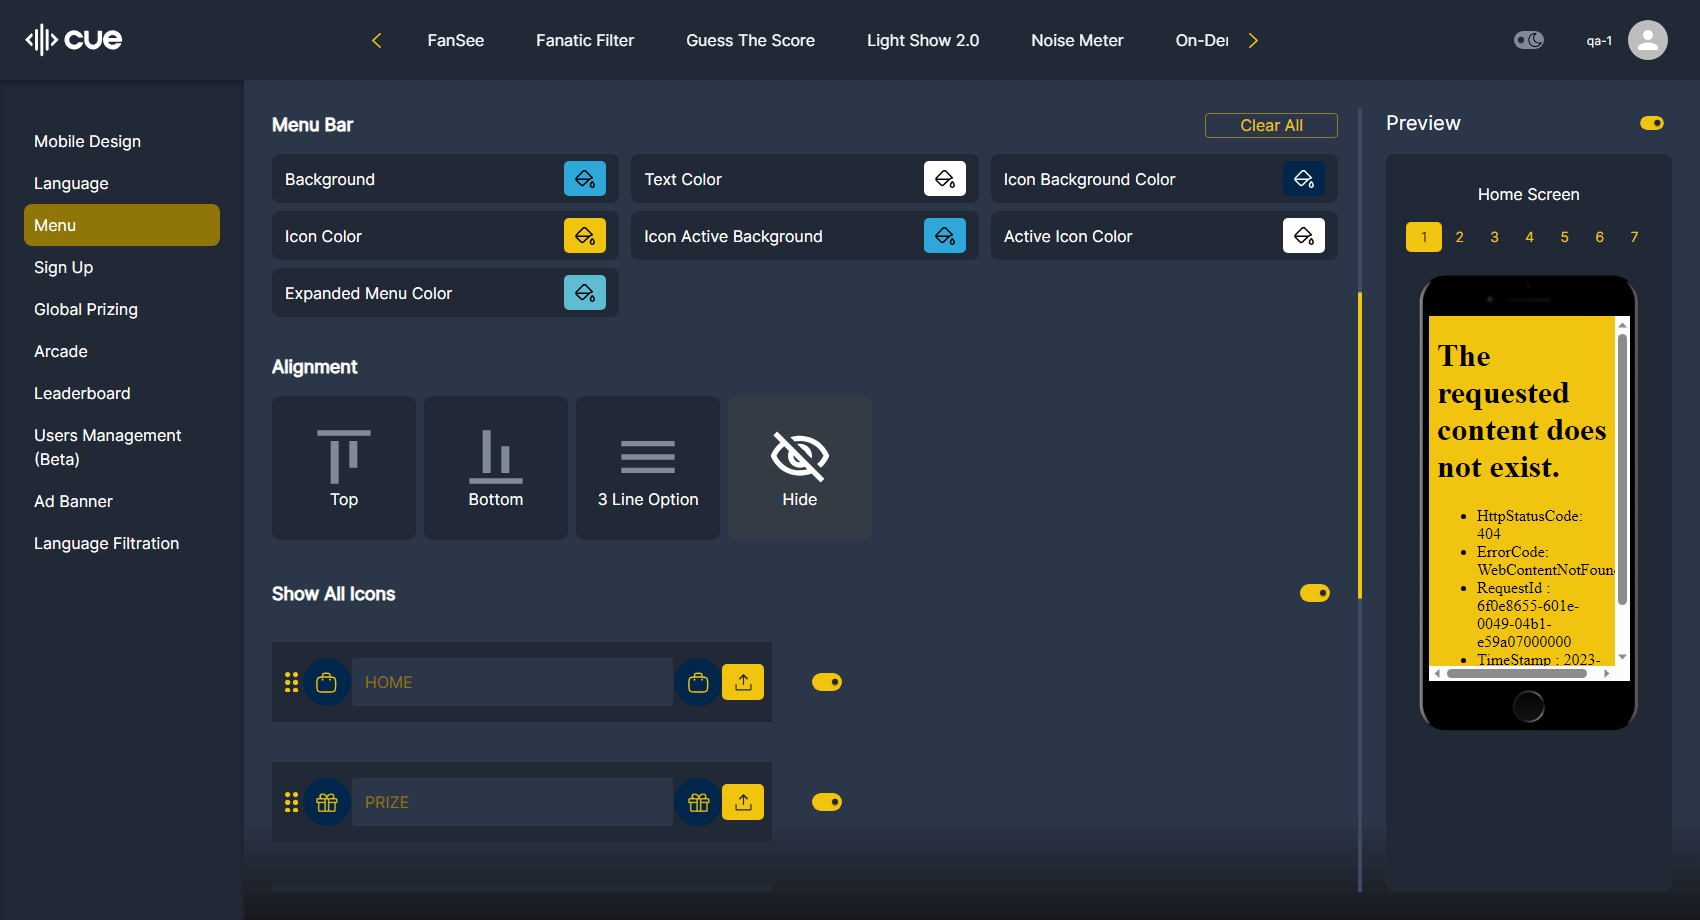 cue
FanSee
Fanatic Filter
Guess The Score
Light Show 2.0
Noise Meter
On-Der
qa-1
Mobile Design
Language
Menu
Sign Up
Global Prizing
Arcade
Leaderboard
Users Management
(Beta)
Ad Banner
Language Filtration
Menu Bar
Clear All
Background
Text Color
Icon Background Color
Icon Color
Icon Active Background
Active Icon Color
Expanded Menu Color
Alignment
Top
Bottom
3 Line Option
Hide
Show All Icons
HOME
PRIZE
Preview
Home Screen
1 2 3 4 5 6 7
The
requested
content does
not exist.
HttpStatusCode:
404
ErrorCode:
WebContentNotFoun
RequestId :
6f0e8655-601e-
0049-04b1-
e59a07000000
TimeStamp : 2023-